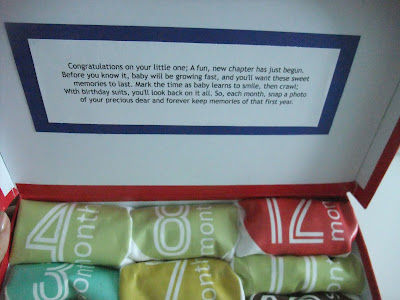 Congratulations on your little one; A fun, new chapter has just begun.
Before you know it, baby will be growing fast, and you'll want these sweet
memories to last. Mark the time as baby learns to smile, then crawl;
With birthday suits, you'll look back on it all. So, each month, snap a photo
of your precious dear and forever keep memories of that first year.
4 month
8 month
12 mon
3 month
7 month
11